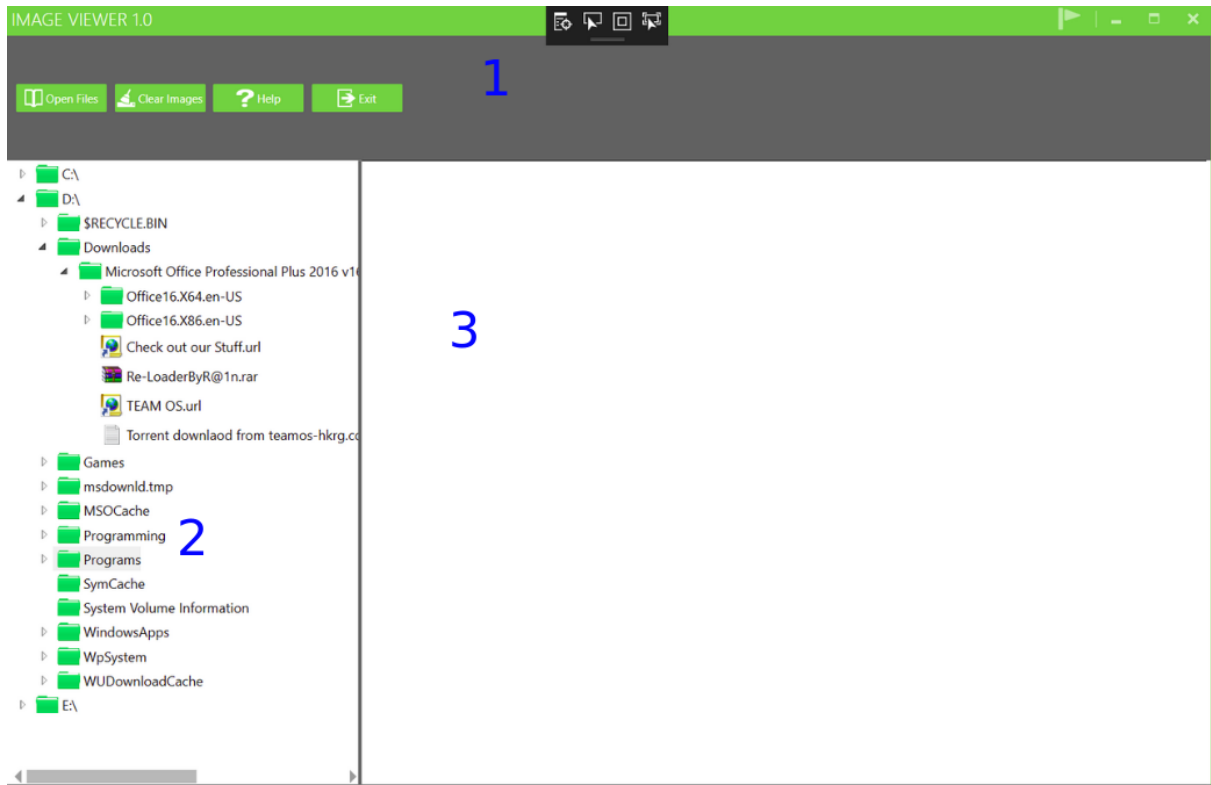 IMAGE VIEWER 1.0
1
Open Files Clear Images ? Help Exit
C:\
D:\
$RECYCLE.BIN
Downloads
Microsoft Office Professional Plus 2016 v16
Office16.X64.en-US
Office16.X86.en-US
3
Check out our Stuff.url
Re-LoaderByR@1n.rar
TEAM OS.url
Torrent downlaod from teamos-hkrg.co
Games
msdownld.tmp
MSOCache
Programming
2
Programs
SymCache
System Volume Information
WindowsApps
WpSystem
WUDownloadCache
E:\